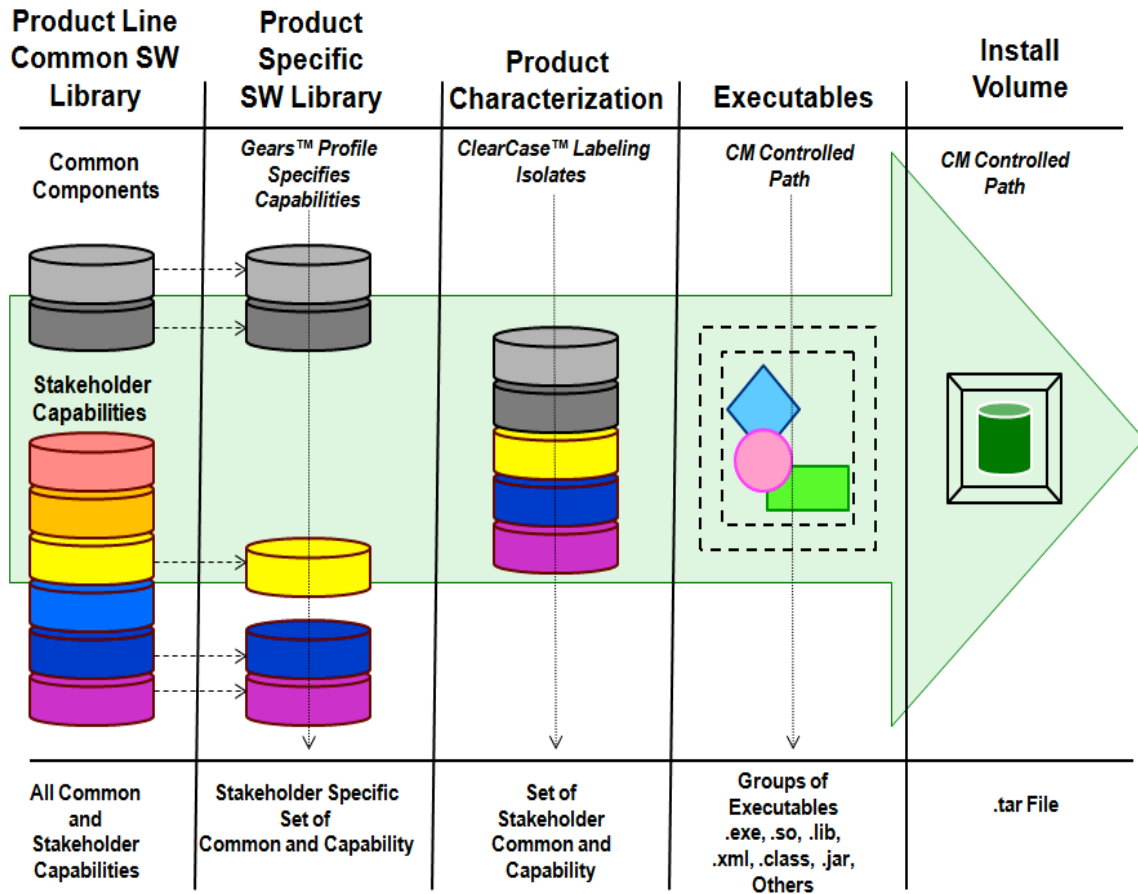 Product Line
Common SW
Library
Product
Specific
SW Library
Product
Characterization
Executables
Install
Volume
Common
Components
Gears™ Profile
Specifies
Capabilities
ClearCase™ Labeling
Isolates
CM Controlled
Path
CM Controlled
Path
Stakeholder
Capabilities
All Common
and
Stakeholder
Capabilities
Stakeholder Specific
Set of
Common and Capability
Set of
Stakeholder
Common and
Capability
Groups of
Executables
.exe, .so, .lib,
.xml, .class, .jar,
Others
.tar File